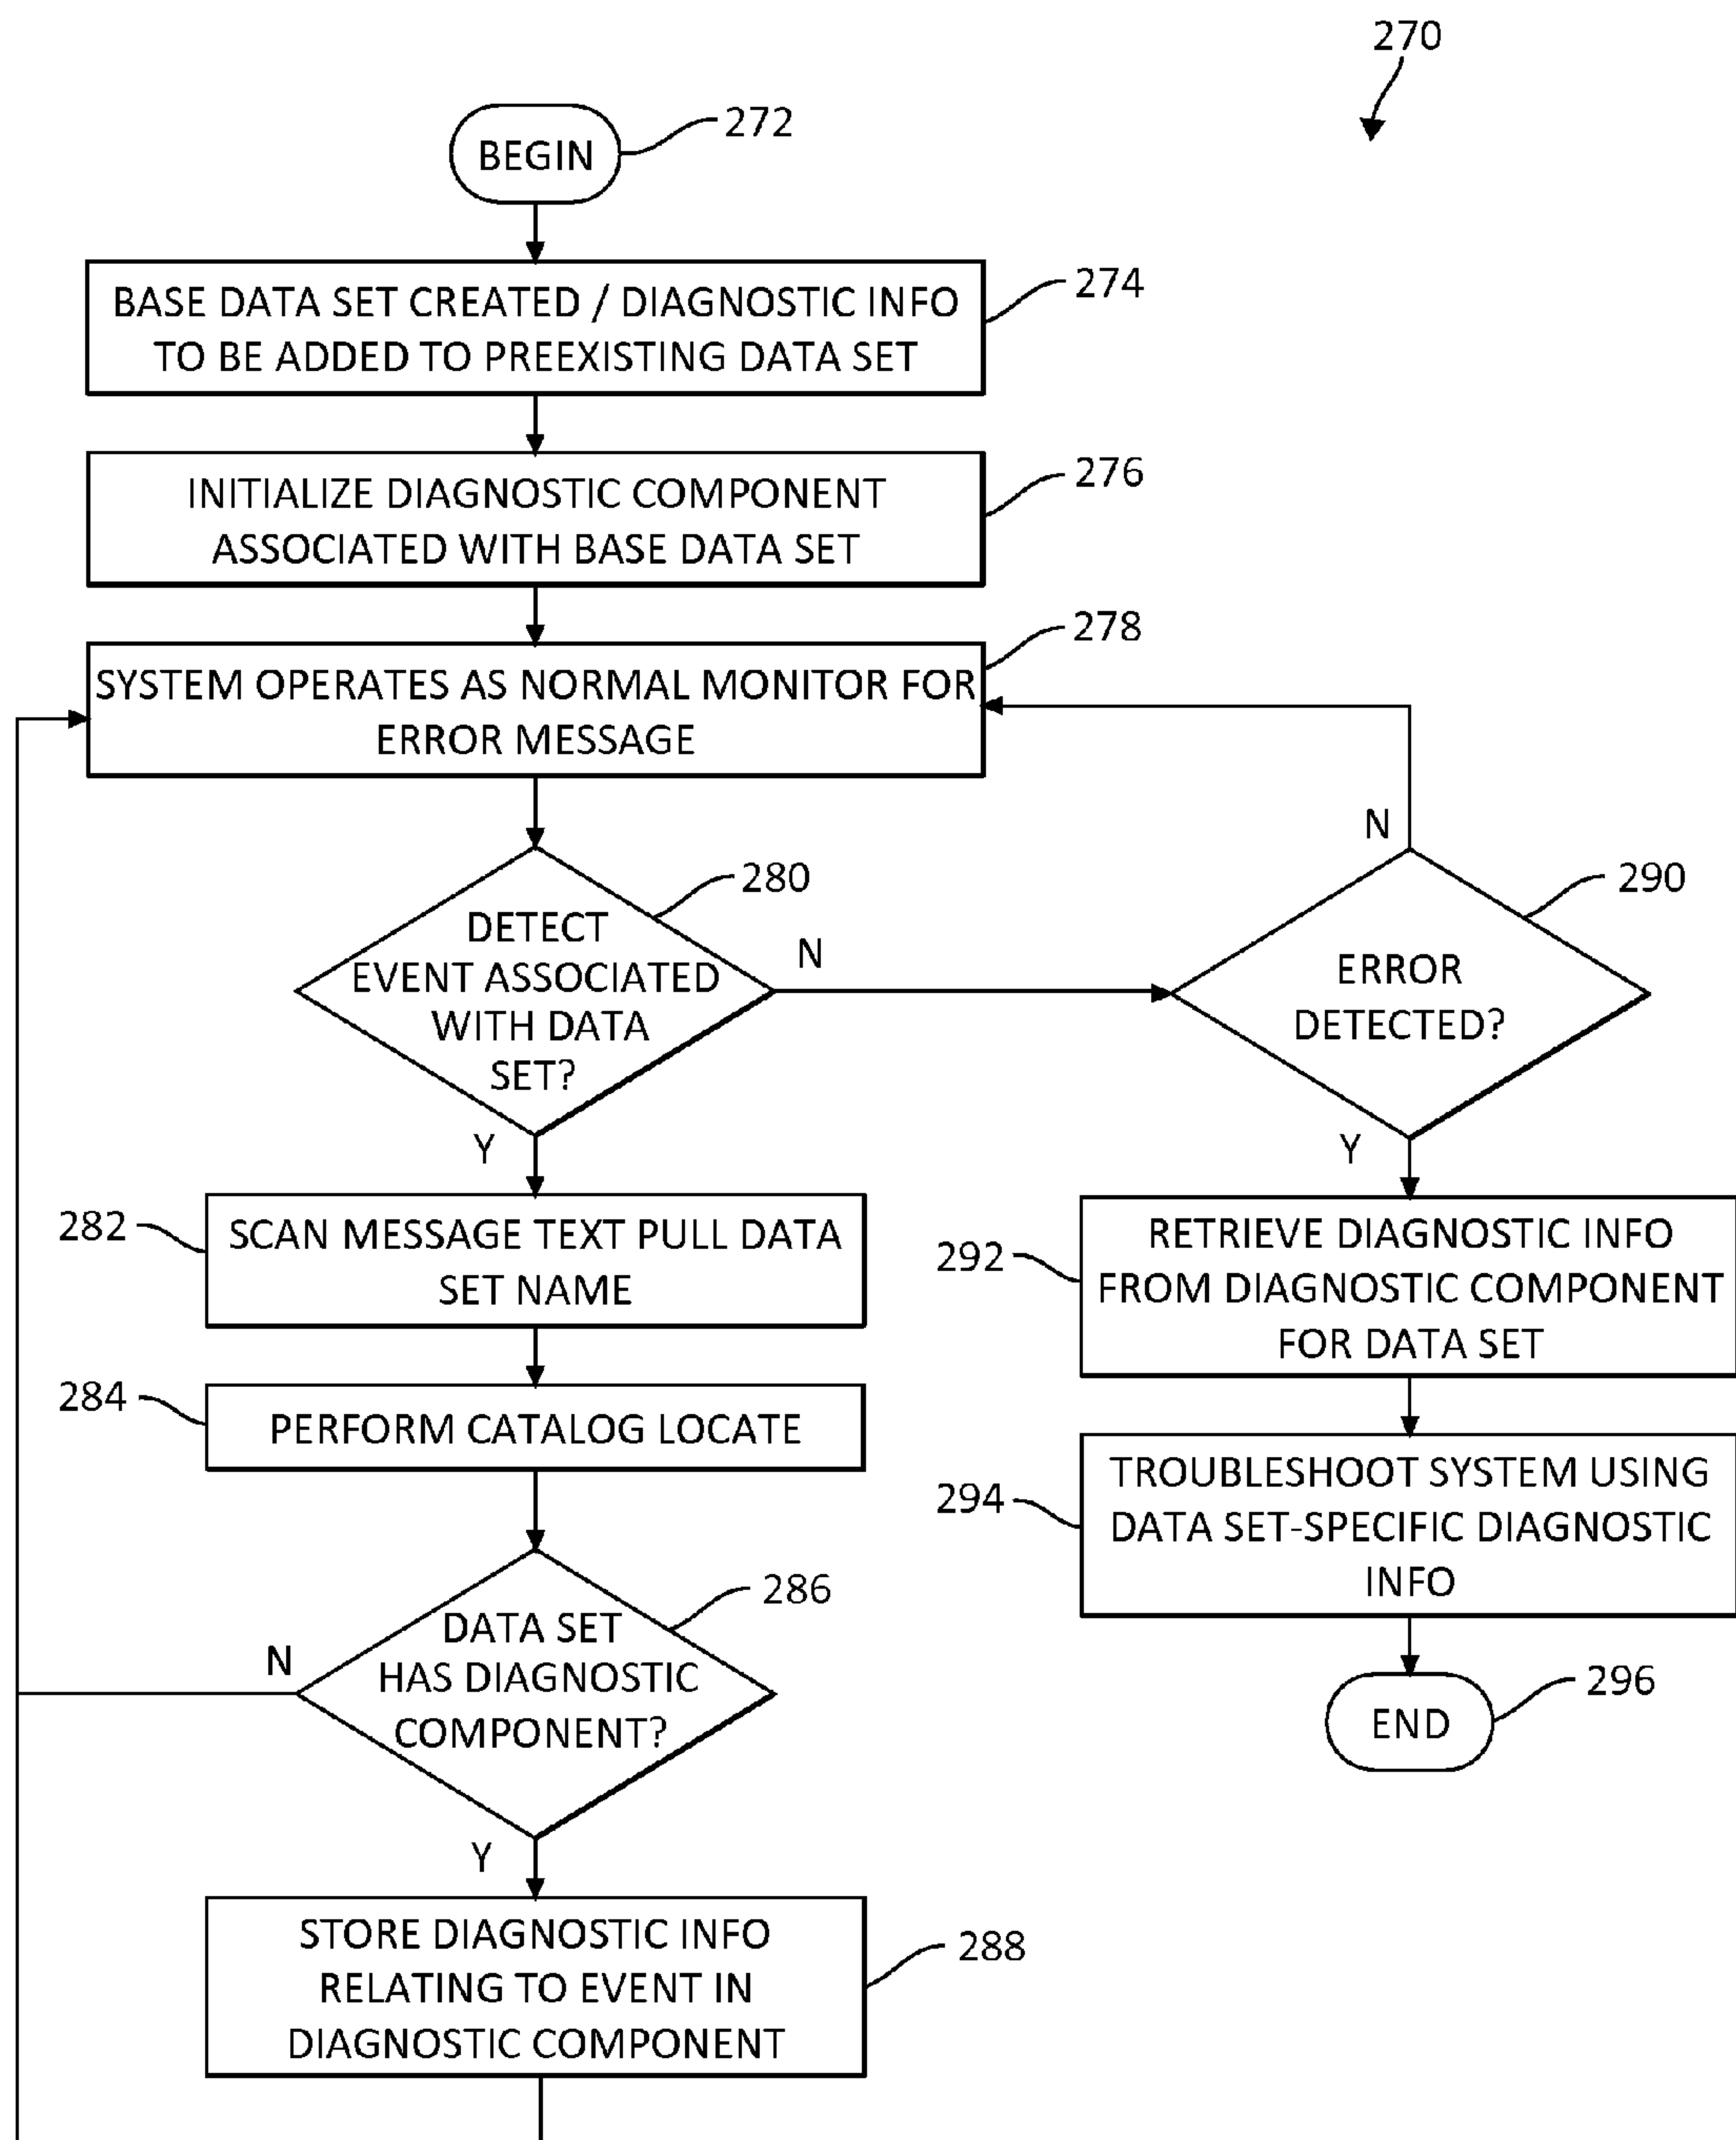 270
BEGIN
272
BASE DATA SET CREATED / DIAGNOSTIC INFO
TO BE ADDED TO PREEXISTING DATA SET
274
INITIALIZE DIAGNOSTIC COMPONENT
ASSOCIATED WITH BASE DATA SET
276
SYSTEM OPERATES AS NORMAL MONITOR FOR
ERROR MESSAGE
278
DETECT
EVENT ASSOCIATED
WITH DATA
SET?
280
N
Y
ERROR
DETECTED?
290
N
Y
282
SCAN MESSAGE TEXT PULL DATA
SET NAME
284
PERFORM CATALOG LOCATE
DATA SET
HAS DIAGNOSTIC
COMPONENT?
286
N
Y
STORE DIAGNOSTIC INFO
RELATING TO EVENT IN
DIAGNOSTIC COMPONENT
288
292
RETRIEVE DIAGNOSTIC INFO
FROM DIAGNOSTIC COMPONENT
FOR DATA SET
294
TROUBLESHOOT SYSTEM USING
DATA SET-SPECIFIC DIAGNOSTIC
INFO
END
296